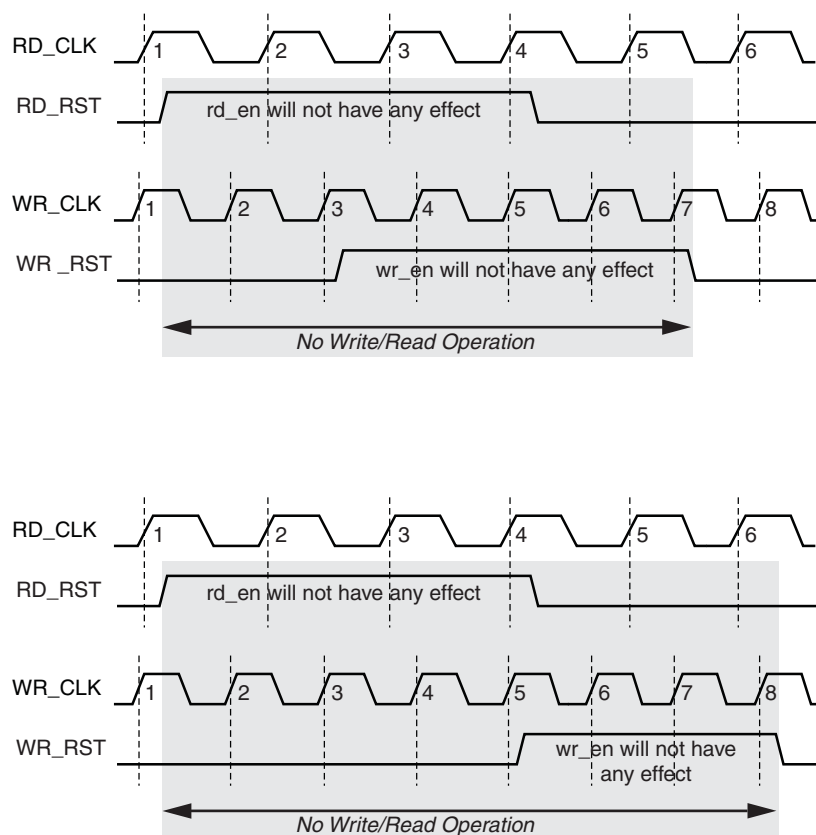 RD_CLK 1 2 3 4 5 6
RD_RST rd_en will not have any effect
WR_CLK 1 2 3 4 5 6 7 8
WR _RST wr_en will not have any effect
No Write/Read Operation
RD_CLK 1 2 3 4 5 6
RD_RST rd_en will not have any effect
WR_CLK 1 2 3 4 5 6 7 8
WR_RST wr_en will not have
any effect
No Write/Read Operation